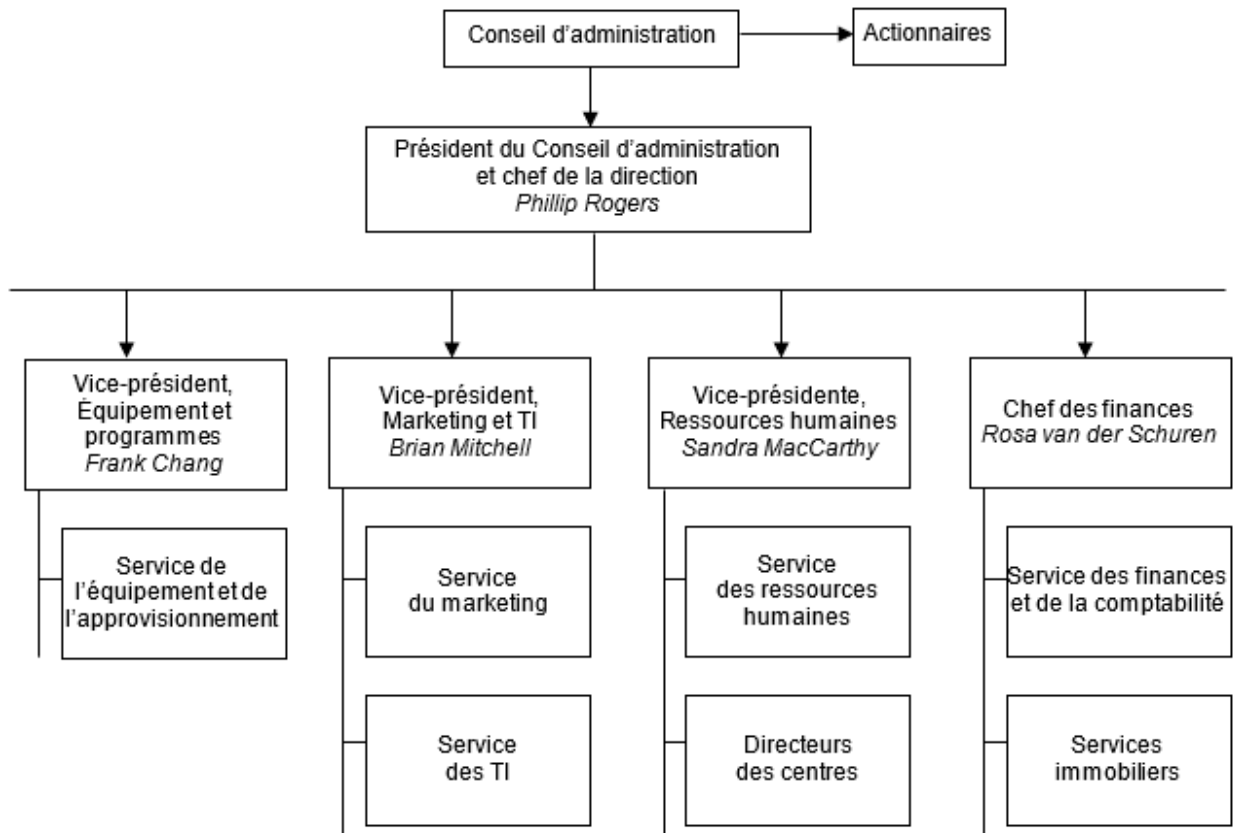 Conseil d'administration
Actionnaires
Président du Conseil d'administration
et chef de la direction
Phillip Rogers
Vice-président,
Équipement et
programmes
Frank Chang
Vice-président,
Marketing et TI
Brian Mitchell
Vice-présidente,
Ressources humaines
Sandra MacCarthy
Chef des finances
Rosa van der Schuren
Service de
l'équipement et de
l'approvisionnement
Service
du marketing
Service
des ressources
humaines
Service des finances
et de la comptabilité
Service
des TI
Directeurs
des centres
Services
immobiliers